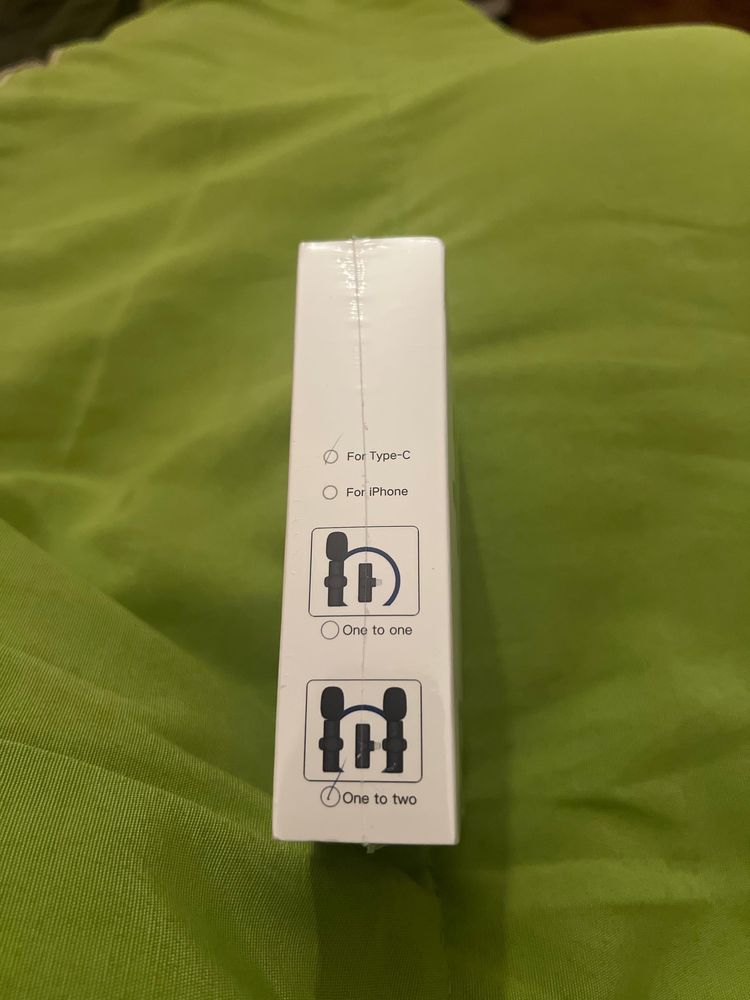 For Type-C
For iPhone
One to one
One to two